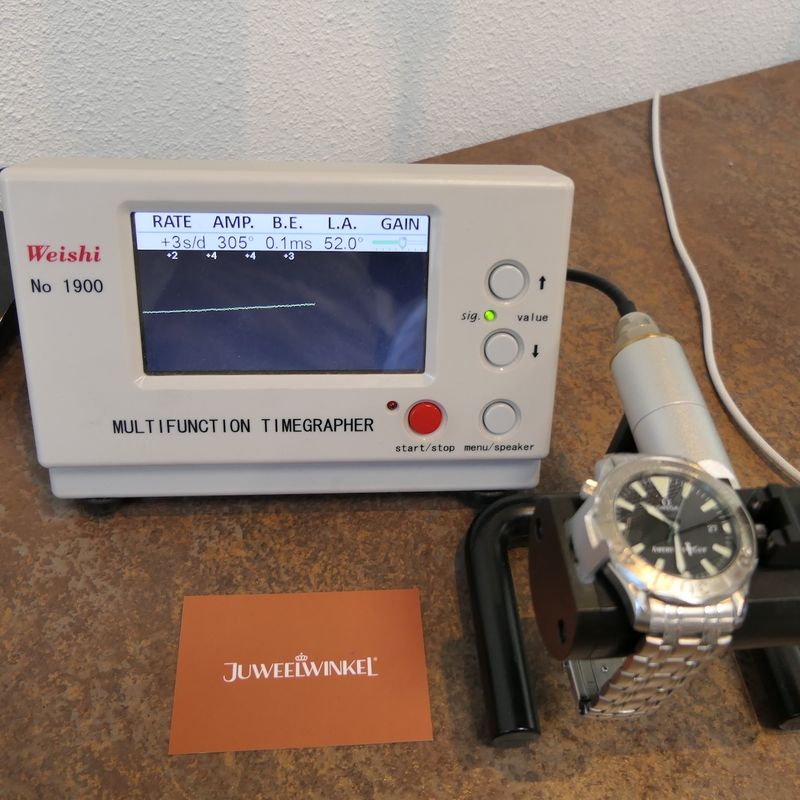 RATE AMP. B.E. L.A. GAIN
+3s/d 305° 0.1ms 52.0°
+2 +4 +4 +3
Weishi
No 1900
sig. value
MULTIFUNCTION TIMEGRAPHER
start/stop menu/speaker
JUWEELWINKEL®
OMEGA